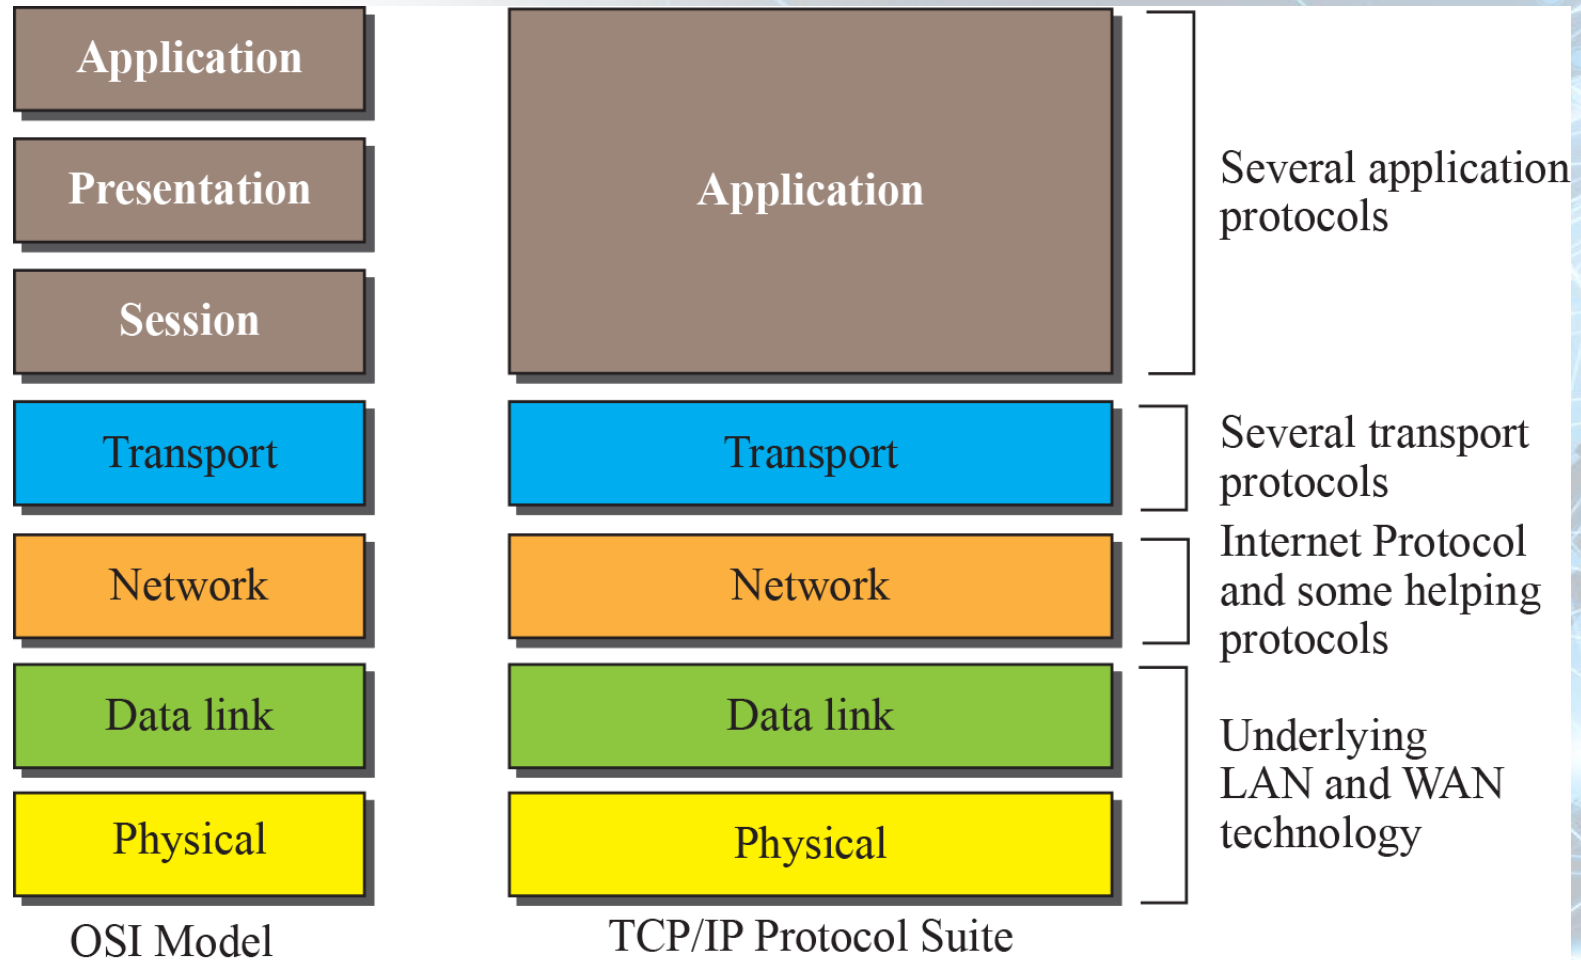 Application
Presentation
Session
Transport
Network
Data link
Physical
OSI Model
Application
Transport
Network
Data link
Physical
TCP/IP Protocol Suite
Several application
protocols
Several transport
protocols
Internet Protocol
and some helping
protocols
Underlying
LAN and WAN
technology